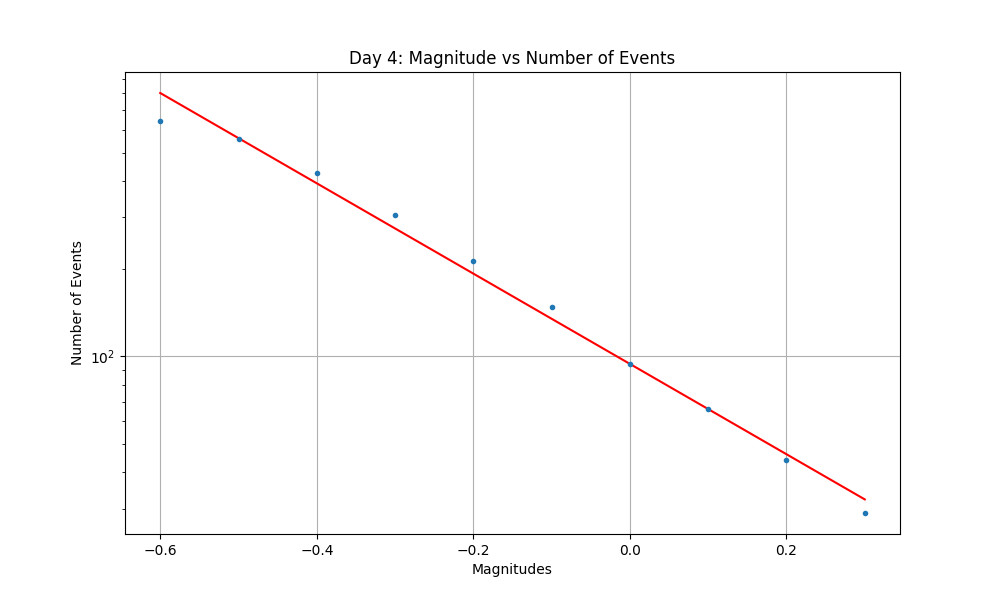 Day 4: Magnitude vs Number of Events
Number of Events
10²
−0.6 −0.4 −0.2 0.0 0.2
Magnitudes